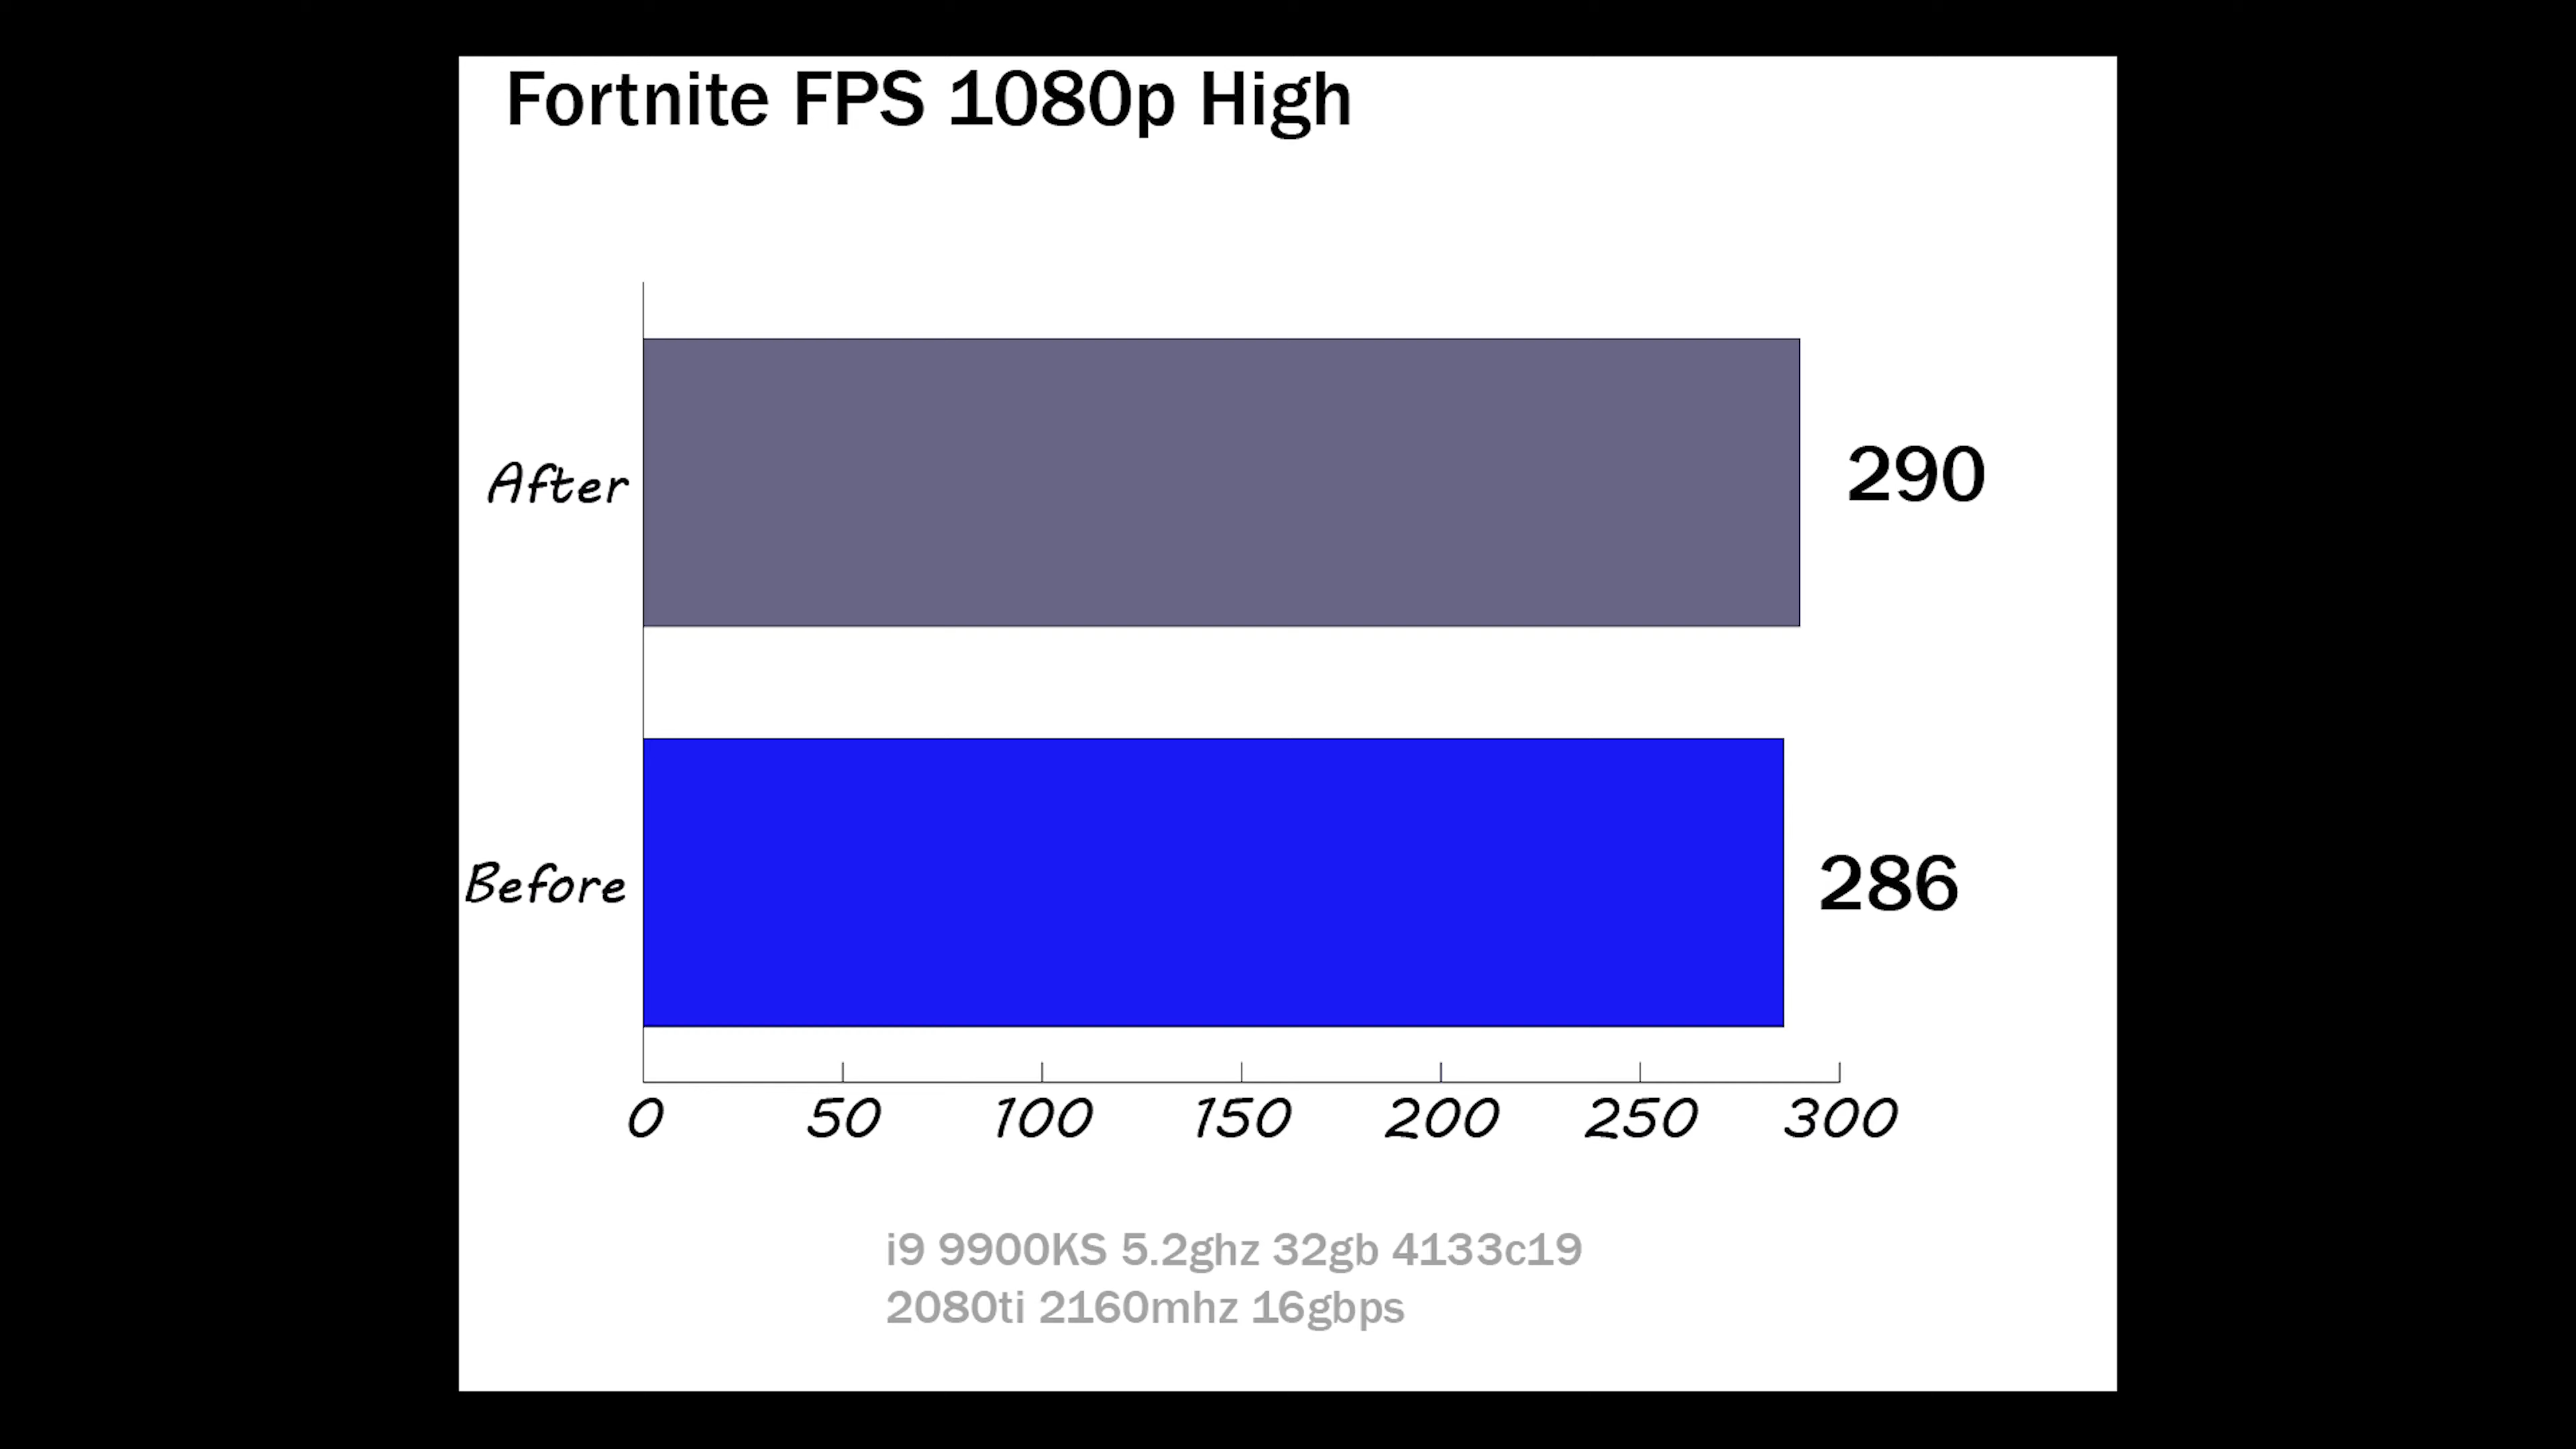 Fortnite FPS 1080p High
After
290
Before
286
0 50 100 150 200 250 300
i9 9900KS 5.2ghz 32gb 4133c19
2080ti 2160mhz 16gbps